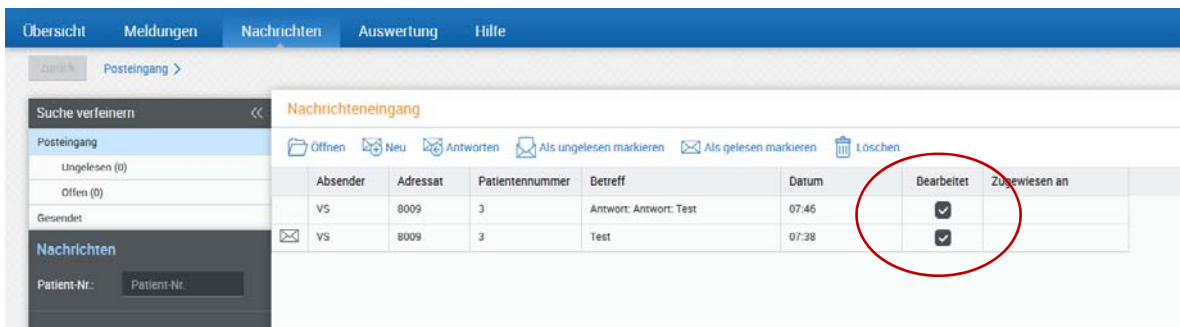 Übersicht Meldungen Nachrichten Auswertung Hilfe
zurück Posteingang >
Suche verfeinern «
Nachrichteneingang
Posteingang
Öffnen Neu Antworten Als ungelesen markieren Als gelesen markieren Löschen
Ungelesen (0)
Offen (0)
Gesendet
Absender Adressat Patientennummer Betreff Datum Bearbeitet Zugewiesen an
VS 8009 3 Antwort: Antwort: Test 07:46
VS 8009 3 Test 07:38
Nachrichten
Patient-Nr.: Patient-Nr.